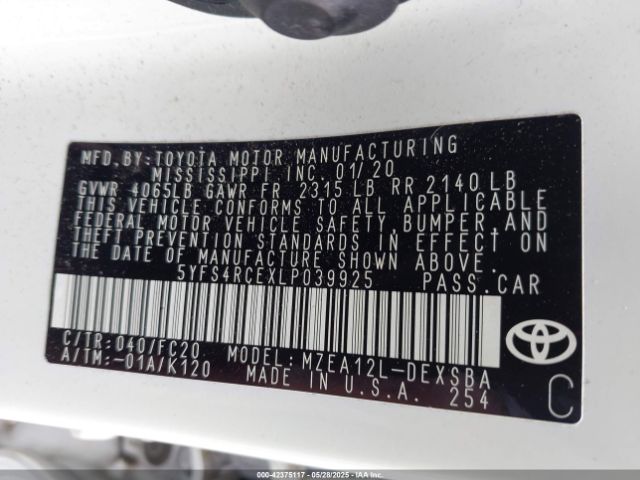 MFD.BY:TOYOTA MOTOR MANUFACTURING
MISSISSIPPI INC. 01/20
GVWR 4065LB GAWR FR 2315 LB RR 2140 LB
THIS VEHICLE CONFORMS TO ALL APPLICABLE
FEDERAL MOTOR VEHICLE SAFETY, BUMPER, AND
THEFT PREVENTION STANDARDS IN EFFECT ON
THE DATE OF MANUFACTURE SHOWN ABOVE.
5YFS4RCEXLP039925 PASS.CAR
C/TR: 040/FC20 MODEL: MZEA12L-DEXSBA
A/TM:-01A/K120 MADE IN U.S.A. 254
TOYOTA
C
000-42375117 - 05/28/2025 - IAAI.COM